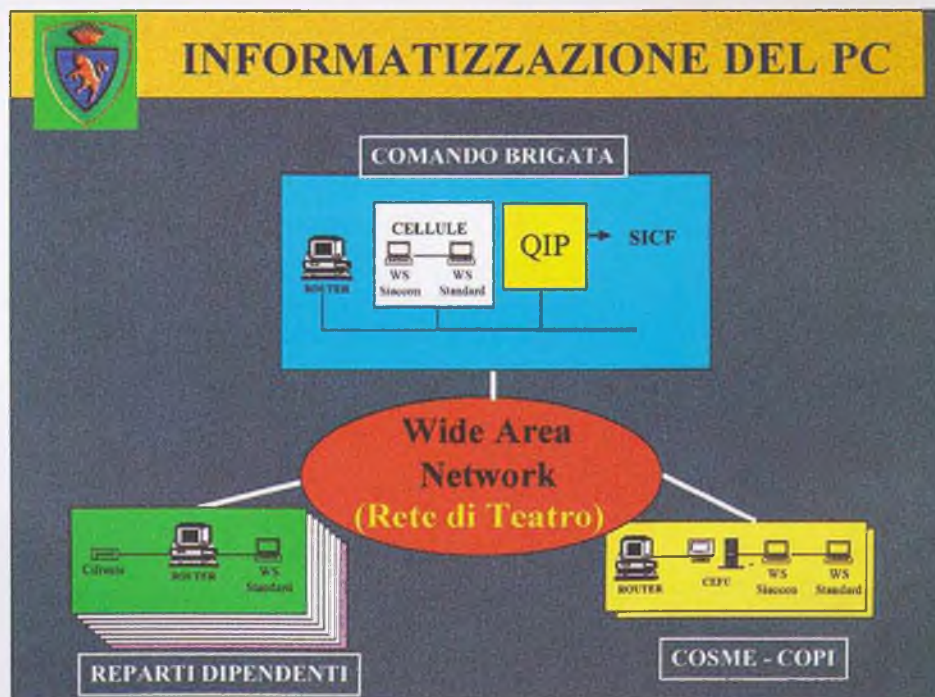 INFORMATIZZAZIONE DEL PC
COMANDO BRIGATA
CELLULE
QIP
SICF
ROUTER
WS
Siaccon
WS
Standard
Wide Area
Network
(Rete di Teatro)
ROUTER
WS
Standard
ROUTER
WS
Siaccon
WS
Standard
REPARTI DIPENDENTI
COSME - COPI